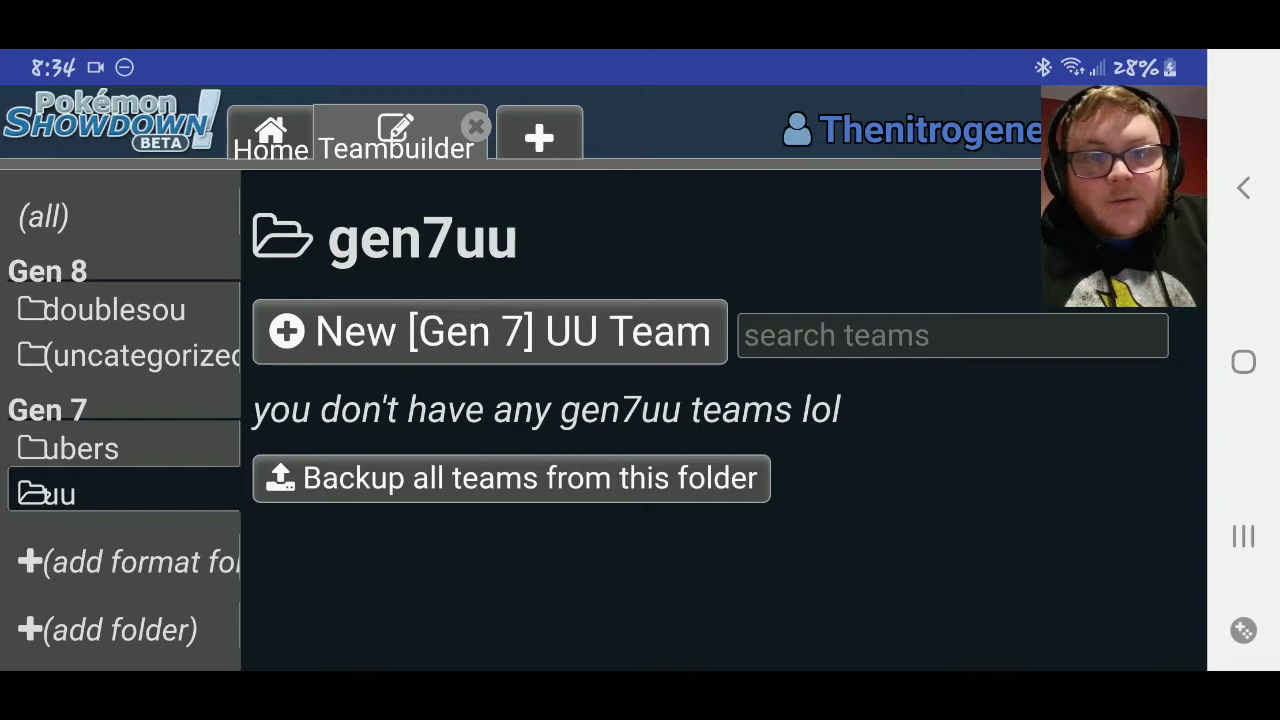 8:34 28%
Pokémon
SHOWDOWN!
BETA
Home
Teambuilder
Thenitrogene
(all)
Gen 8
doublesou
(uncategorized
Gen 7
ubers
uu
(add format fol
(add folder)
gen7uu
New [Gen 7] UU Team
search teams
you don't have any gen7uu teams lol
Backup all teams from this folder